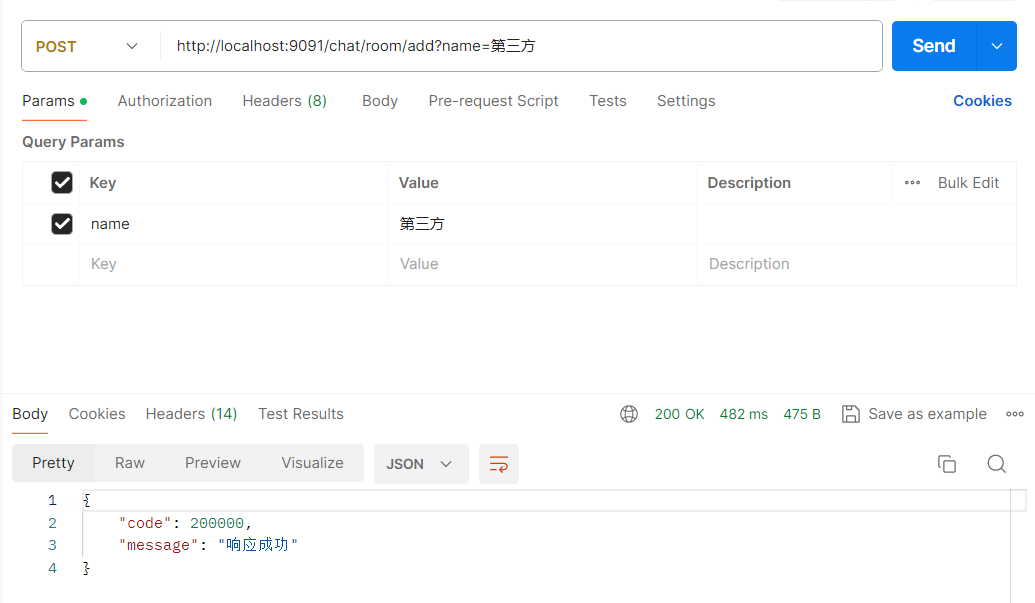 POST http://localhost:9091/chat/room/add?name=第三方 Send
Params Authorization Headers (8) Body Pre-request Script Tests Settings Cookies
Query Params
Key Value Description Bulk Edit
name 第三方
Key Value Description
Body Cookies Headers (14) Test Results 200 OK 482 ms 475 B Save as example
Pretty Raw Preview Visualize JSON
1 {
2 "code": 200000,
3 "message": "响应成功"
4 }